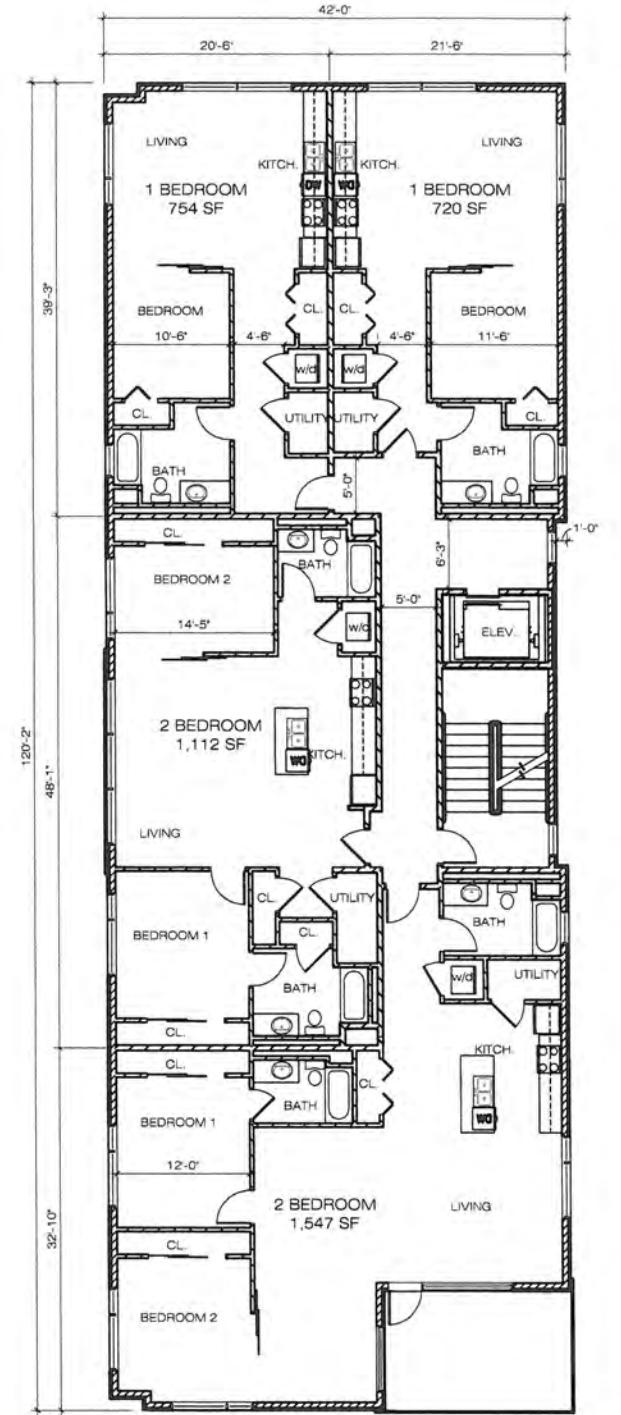 42'-0"
20'-6"
21'-6"
LIVING
LIVING
KITCH.
KITCH.
DW
DW
1 BEDROOM
754 SF
1 BEDROOM
720 SF
39'-3"
BEDROOM
CL.
CL.
BEDROOM
10'-6"
4'-6"
4'-6"
11'-6"
w/d
w/d
CL.
UTILITY
UTILITY
CL.
BATH
BATH
5'-0"
1'-0"
CL.
6'-3"
BATH
BEDROOM 2
5'-0"
14'-5"
w/d
ELEV.
2 BEDROOM
1,112 SF
KITCH.
DW
120'-2"
48'-1"
LIVING
CL.
UTILITY
BATH
CL.
BEDROOM 1
w/d
UTILITY
BATH
CL.
KITCH.
CL.
CL.
BATH
BEDROOM 1
DW
12'-0"
2 BEDROOM
1,547 SF
LIVING
32'-10"
CL.
BEDROOM 2